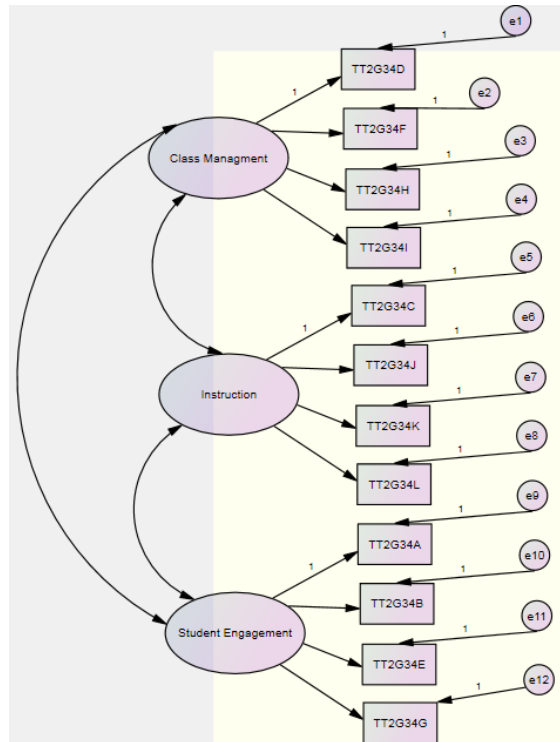 e1
1
TT2G34D
e2
1
1
TT2G34F
e3
1
Class Managment
TT2G34H
e4
1
TT2G34I
e5
1
TT2G34C
e6
1
1
TT2G34J
e7
1
Instruction
TT2G34K
e8
1
TT2G34L
e9
1
TT2G34A
e10
1
1
TT2G34B
e11
1
Student Engagement
TT2G34E
e12
1
TT2G34G